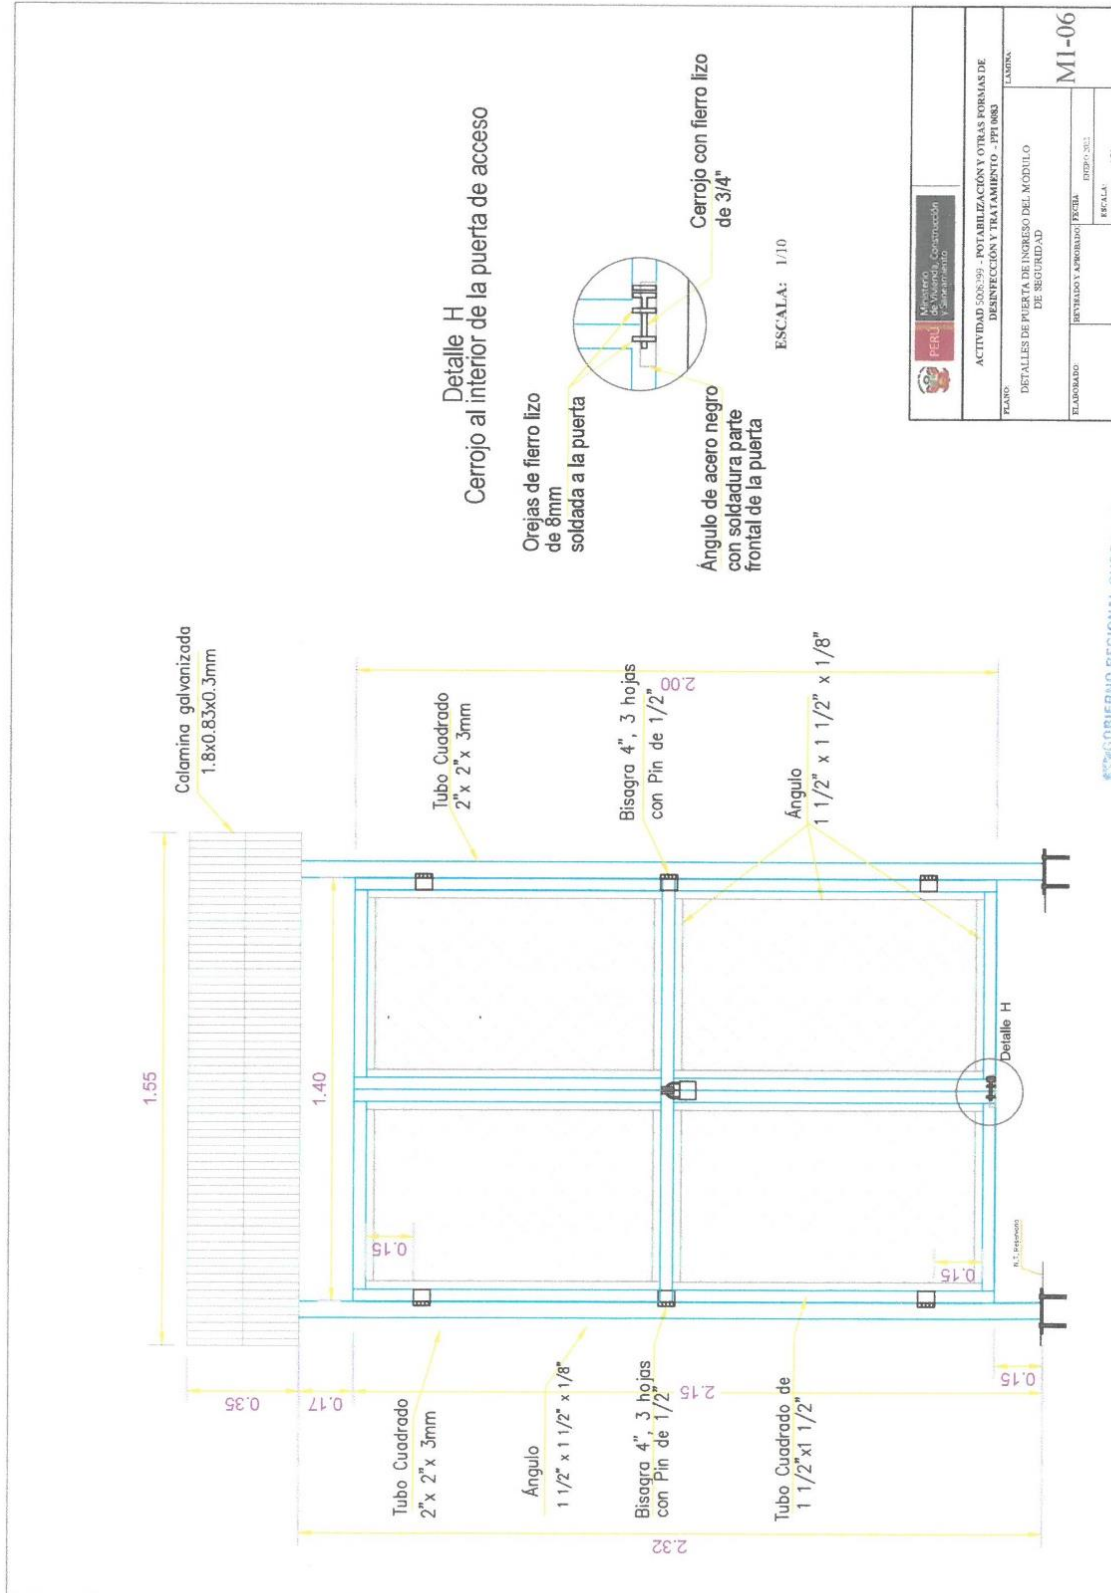 1.55
Calamina galvanizada
1.8x0.83x0.3mm
0.35
0.17
1.40
Tubo Cuadrado
2"x 2"x 3mm
Tubo Cuadrado
2"x 2"x 3mm
0.15
2.00
Ángulo
1 1/2" x 1 1/2" x 1/8"
Bisagra 4", 3 hojas
con Pin de 1/2"
Bisagra 4", 3 hojas
con Pin de 1/2"
2.15
2.32
Ángulo
1 1/2" x 1 1/2" x 1/8"
Tubo Cuadrado de
1 1/2"x1 1/2"
0.15
0.15
N.T. Reservorio
Detalle H
Detalle H
Cerrojo al interior de la puerta de acceso
Orejas de fierro lizo
de 8mm
soldada a la puerta
Cerrojo con fierro lizo
de 3/4"
Ángulo de acero negro
con soldadura parte
frontal de la puerta
ESCALA: 1/10
PERÚ
Ministerio
de Vivienda, Construcción
y Saneamiento
ACTIVIDAD 5006299 - POTABILIZACIÓN Y OTRAS FORMAS DE
DESINFECCIÓN Y TRATAMIENTO - PPI 0083
PLANO:
DETALLES DE PUERTA DE INGRESO DEL MÓDULO
DE SEGURIDAD
LAMINA:
M1-06
ELABORADO:
REVISADO Y APROBADO:
FECHA
ENERO 2022
ESCALA:
GOBIERNO REGIONAL